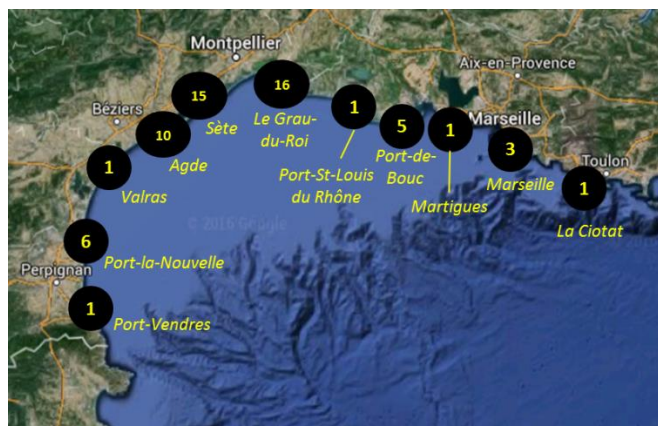 Montpellier
Aix-en-Provence
16
15
1
Béziers
Sète
Le Grau-
du-Roi
5
1
Marseille
10
Agde
Port-St-Louis
du Rhône
Port-de-
Bouc
3
Toulon
1
Valras
Martigues
Marseille
1
© 2016 Google
La Ciotat
6
Port-la-Nouvelle
Perpignan
1
Port-Vendres